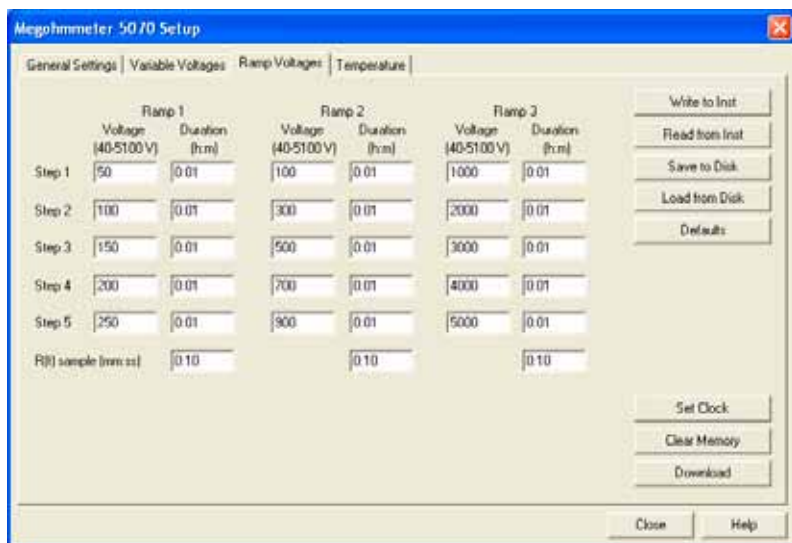 Megohmmeter 5070 Setup
General Settings Variable Voltages Ramp Voltages Temperature
Ramp 1 Ramp 2 Ramp 3
Voltage Duration Voltage Duration Voltage Duration
(40-5100 V) (h:m) (40-5100 V) (h:m) (40-5100 V) (h:m)
Step 1 50 0:01 100 0:01 1000 0:01
Step 2 100 0:01 300 0:01 2000 0:01
Step 3 150 0:01 500 0:01 3000 0:01
Step 4 200 0:01 700 0:01 4000 0:01
Step 5 250 0:01 900 0:01 5000 0:01
R(t) sample (mm:ss) 0:10 0:10 0:10
Write to Inst
Read from Inst
Save to Disk
Load from Disk
Defaults
Set Clock
Clear Memory
Download
Close Help